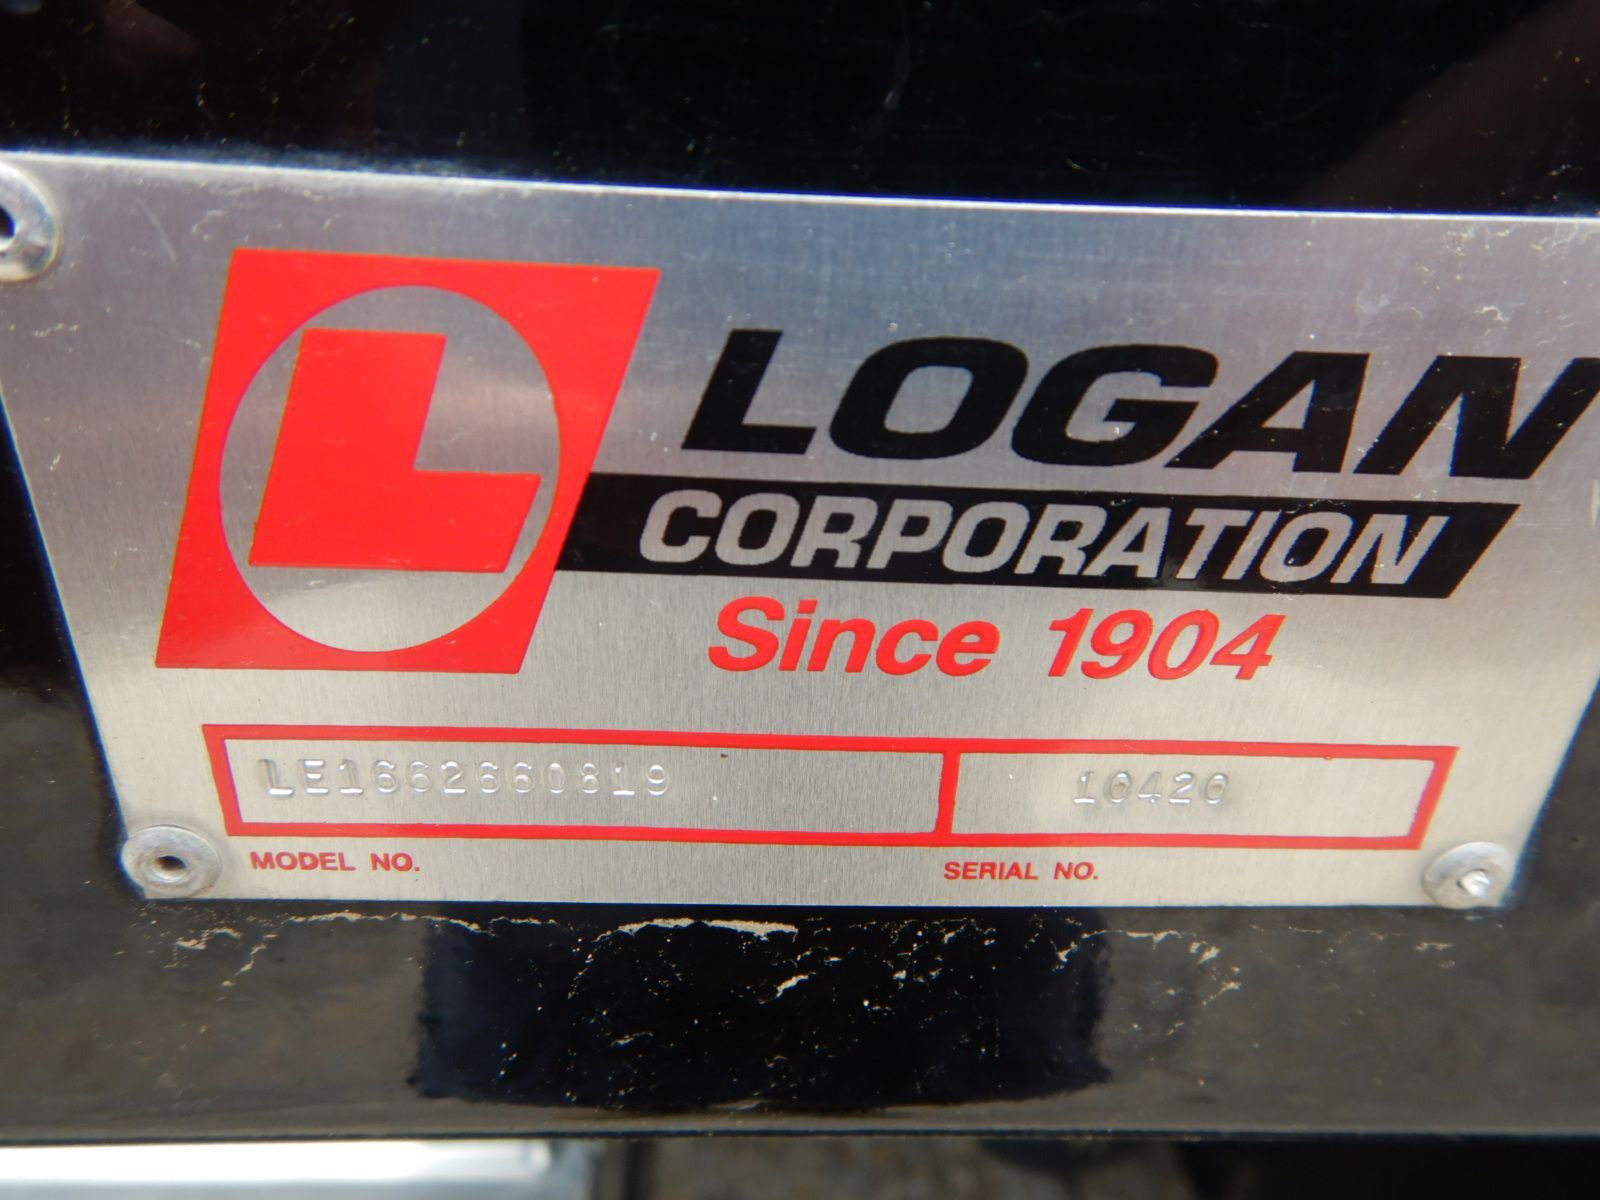 L
LOGAN
CORPORATION
Since 1904
LE1662660819 10420
MODEL NO. SERIAL NO.